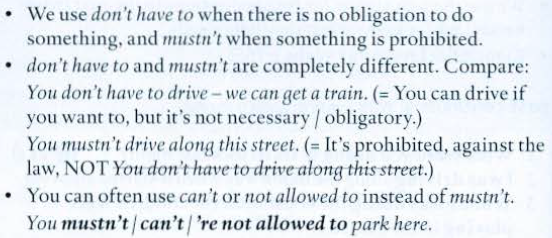 • We use don't have to when there is no obligation to do
something, and mustn't when something is prohibited.
• don't have to and mustn't are completely different. Compare:
You don't have to drive – we can get a train. (= You can drive if
you want to, but it's not necessary / obligatory.)
You mustn't drive along this street. (= It's prohibited, against the
law, NOT You don't have to drive along this street.)
• You can often use can't or not allowed to instead of mustn't.
You mustn't / can't / 're not allowed to park here.